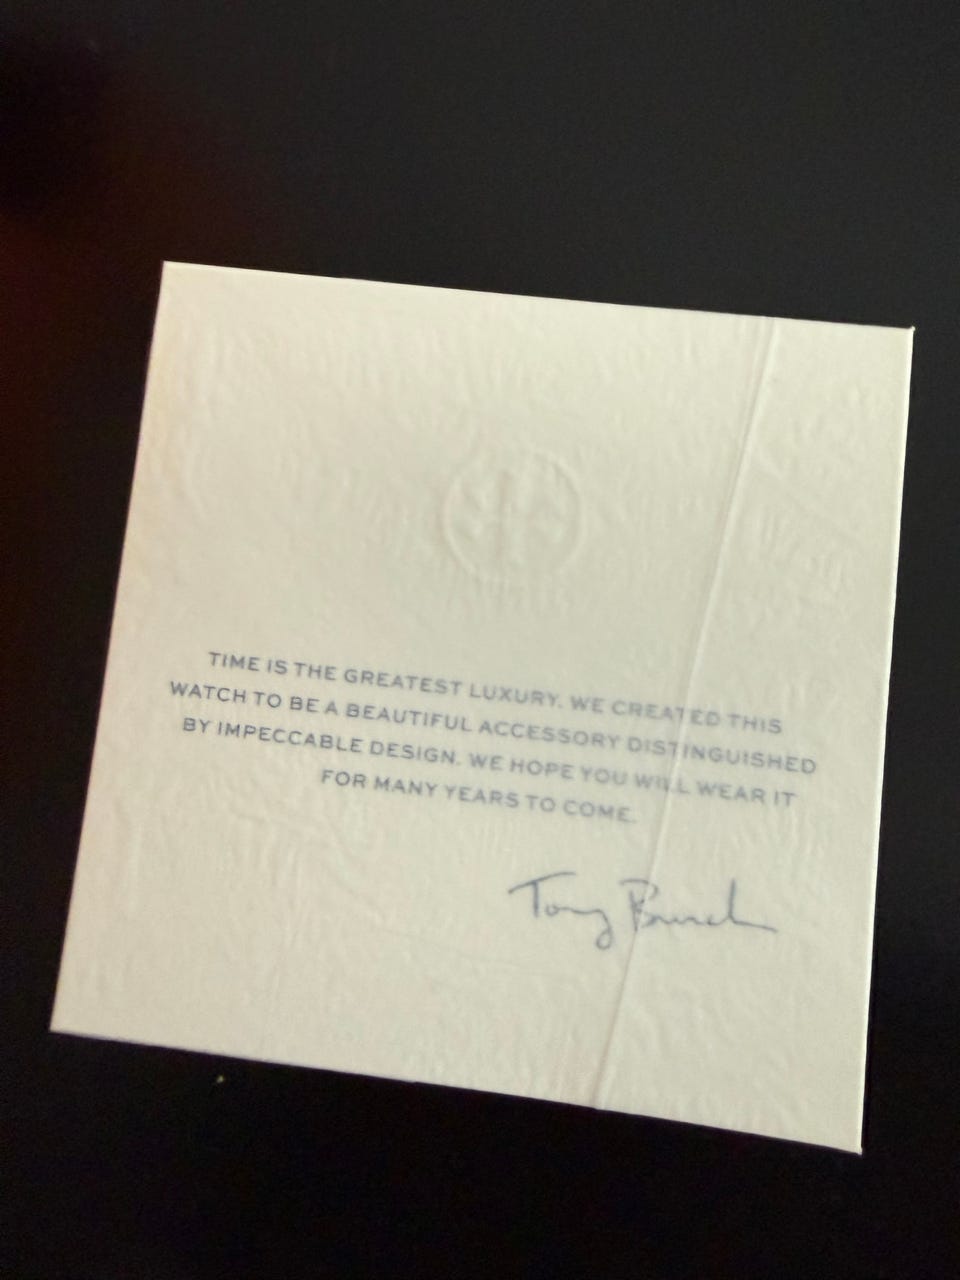 TIME IS THE GREATEST LUXURY. WE CREATED THIS
WATCH TO BE A BEAUTIFUL ACCESSORY DISTINGUISHED
BY IMPECCABLE DESIGN. WE HOPE YOU WILL WEAR IT
FOR MANY YEARS TO COME.
Tory Burch